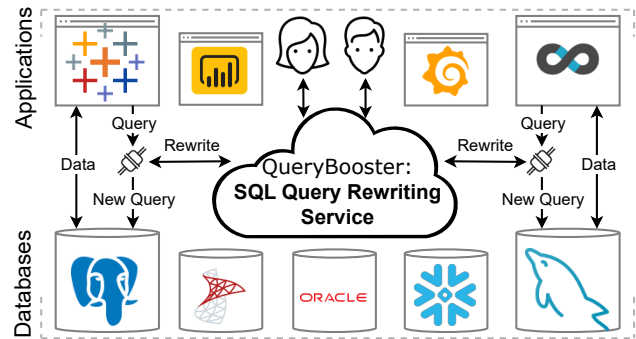 Applications
Query
Query
Rewrite
Rewrite
Data
Data
QueryBooster:
SQL Query Rewriting
Service
New Query
New Query
Databases
ORACLE